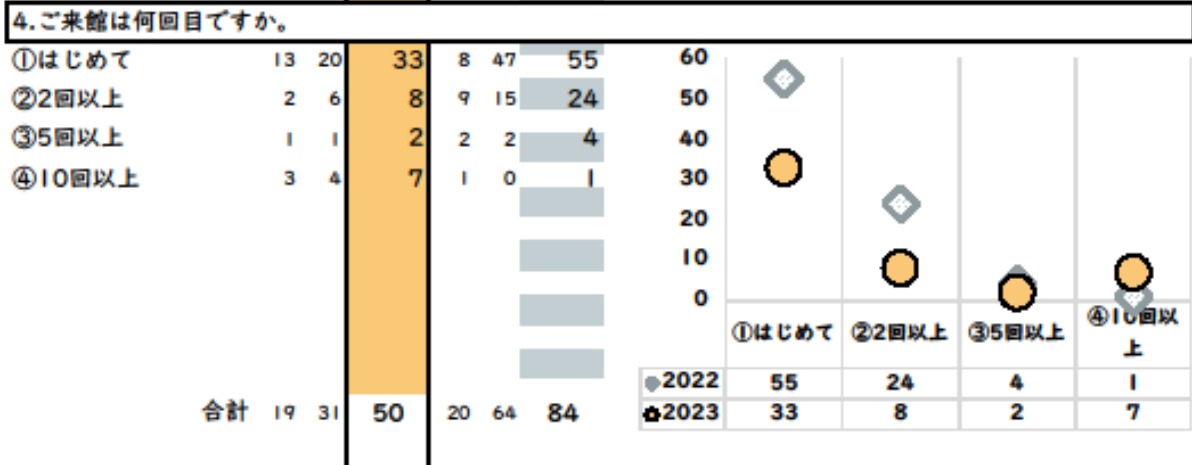 4.ご来館は何回目ですか。
①はじめて 13 20 33 8 47 55
②2回以上 2 6 8 9 15 24
③5回以上 1 1 2 2 2 4
④10回以上 3 4 7 1 0 1
合計 19 31 50 20 64 84
60
50
40
30
20
10
0
①はじめて ②2回以上 ③5回以上 ④10回以
上
2022 55 24 4 1
2023 33 8 2 7